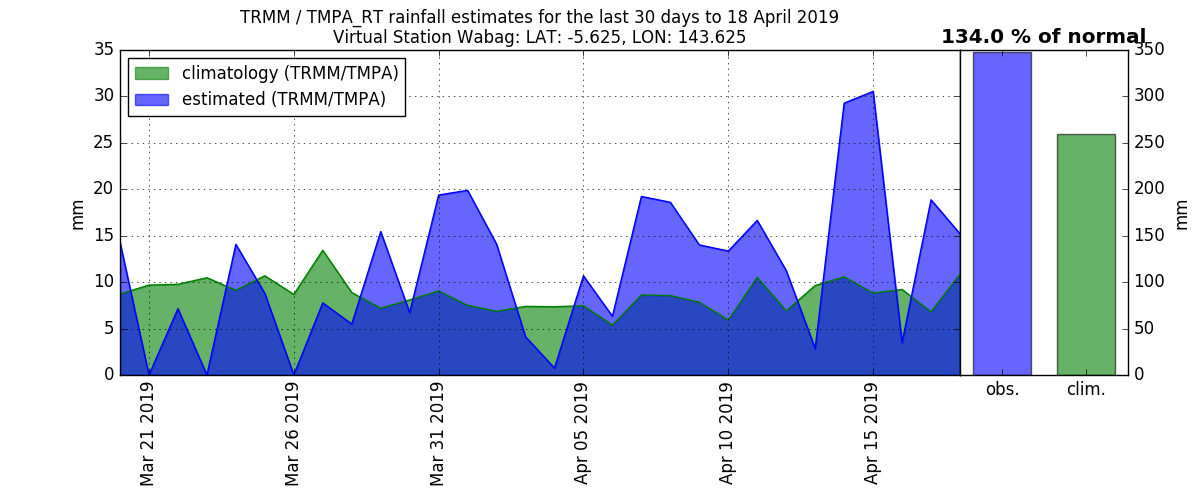 TRMM / TMPA_RT rainfall estimates for the last 30 days to 18 April 2019
Virtual Station Wabag: LAT: -5.625, LON: 143.625
134.0 % of normal
climatology (TRMM/TMPA)
estimated (TRMM/TMPA)
mm
35
30
25
20
15
10
5
0
Mar 21 2019
Mar 26 2019
Mar 31 2019
Apr 05 2019
Apr 10 2019
Apr 15 2019
obs.
clim.
350
300
250
200
150
100
50
0
mm